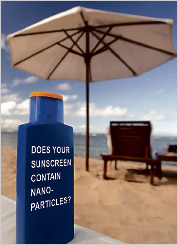 DOES YOUR
SUNSCREEN
CONTAIN
NANO-
PARTICLES?